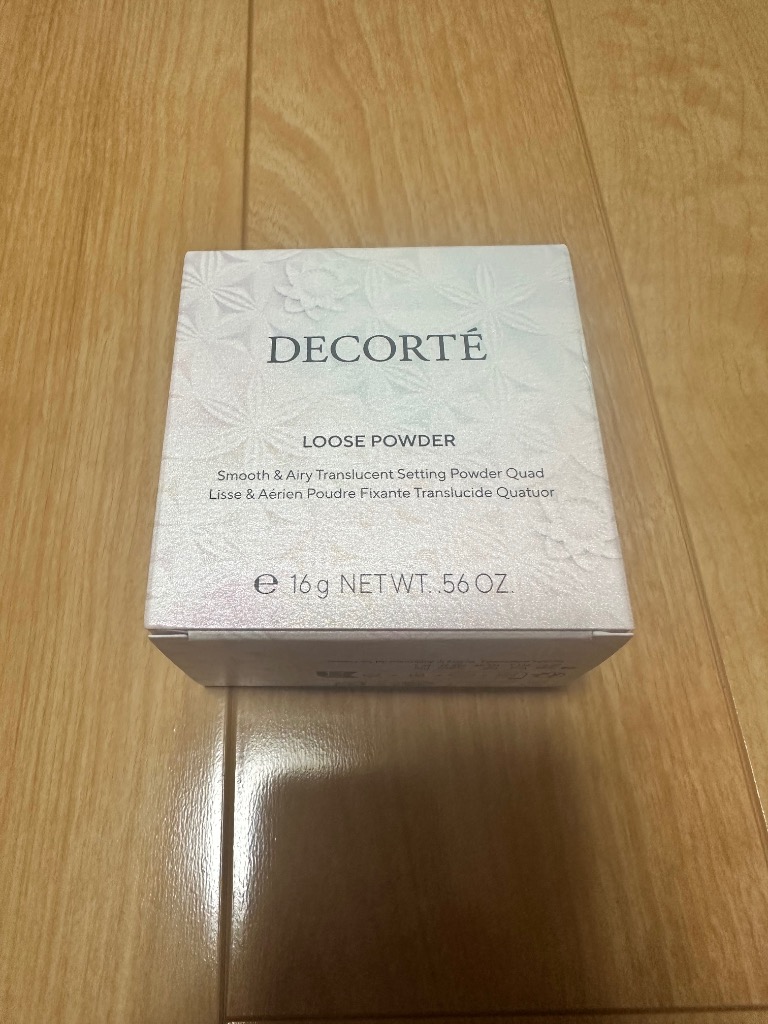 DECORTÉ
LOOSE POWDER
Smooth & Airy Translucent Setting Powder Quad
Lisse & Aérien Poudre Fixante Translucide Quatuor
℮ 16g NET WT. .56 OZ.